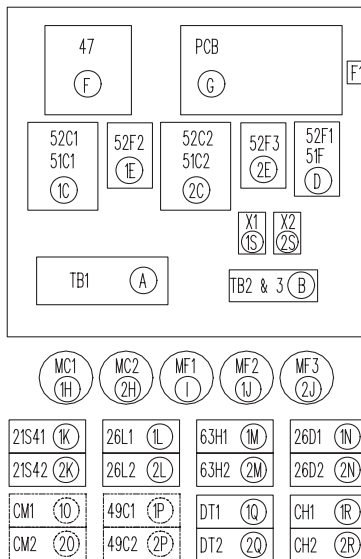 47 PCB
F G F1
52C1 52F2 52C2 52F3 52F1
51C1 1E 51C2 2E 51F
1C 2C D
X1 X2
1S 2S
TB1 A TB2 & 3 B
MC1 MC2 MF1 MF2 MF3
1H 2H I 1J 2J
21S41 1K 26L1 1L 63H1 1M 26D1 1N
21S42 2K 26L2 2L 63H2 2M 26D2 2N
CM1 1O 49C1 1P DT1 1Q CH1 1R
CM2 2O 49C2 2P DT2 2Q CH2 2R